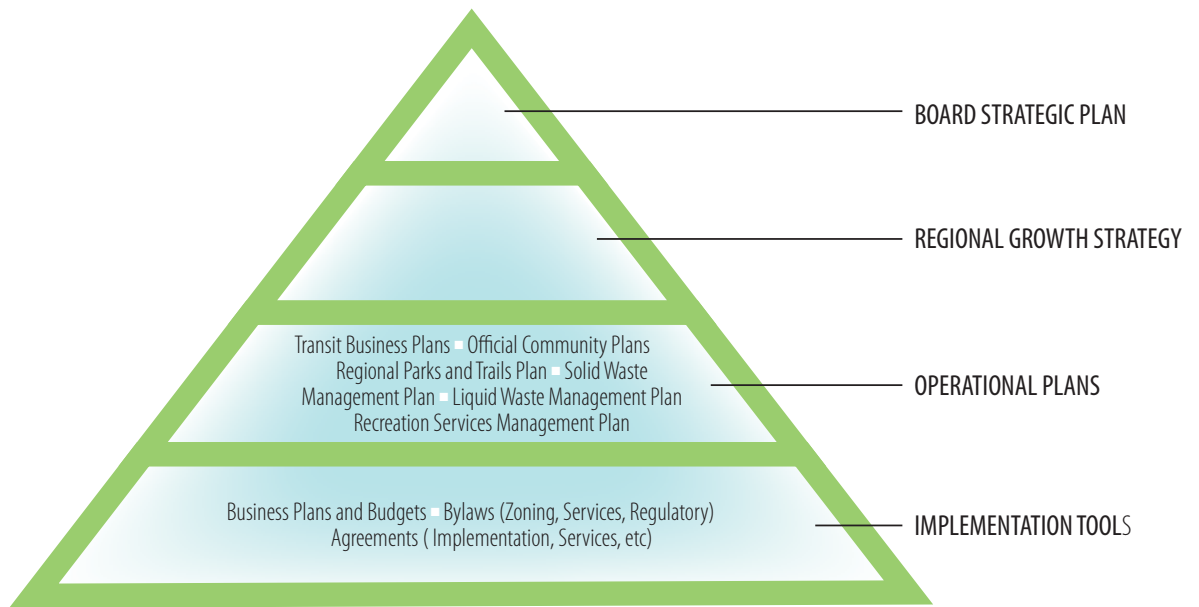 BOARD STRATEGIC PLAN
REGIONAL GROWTH STRATEGY
Transit Business Plans ▪ Official Community Plans
Regional Parks and Trails Plan ▪ Solid Waste
Management Plan ▪ Liquid Waste Management Plan
Recreation Services Management Plan
OPERATIONAL PLANS
Business Plans and Budgets ▪ Bylaws (Zoning, Services, Regulatory)
Agreements ( Implementation, Services, etc)
IMPLEMENTATION TOOLS